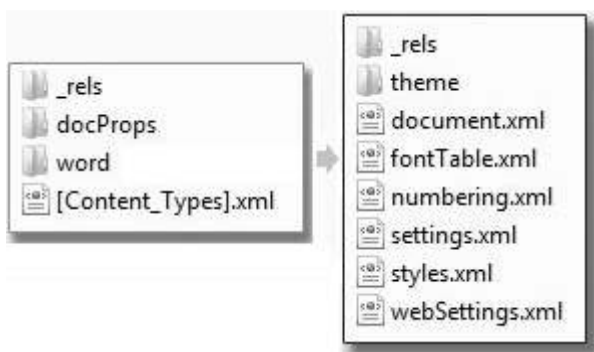 _rels
docProps
word
[Content_Types].xml
_rels
theme
document.xml
fontTable.xml
numbering.xml
settings.xml
styles.xml
webSettings.xml